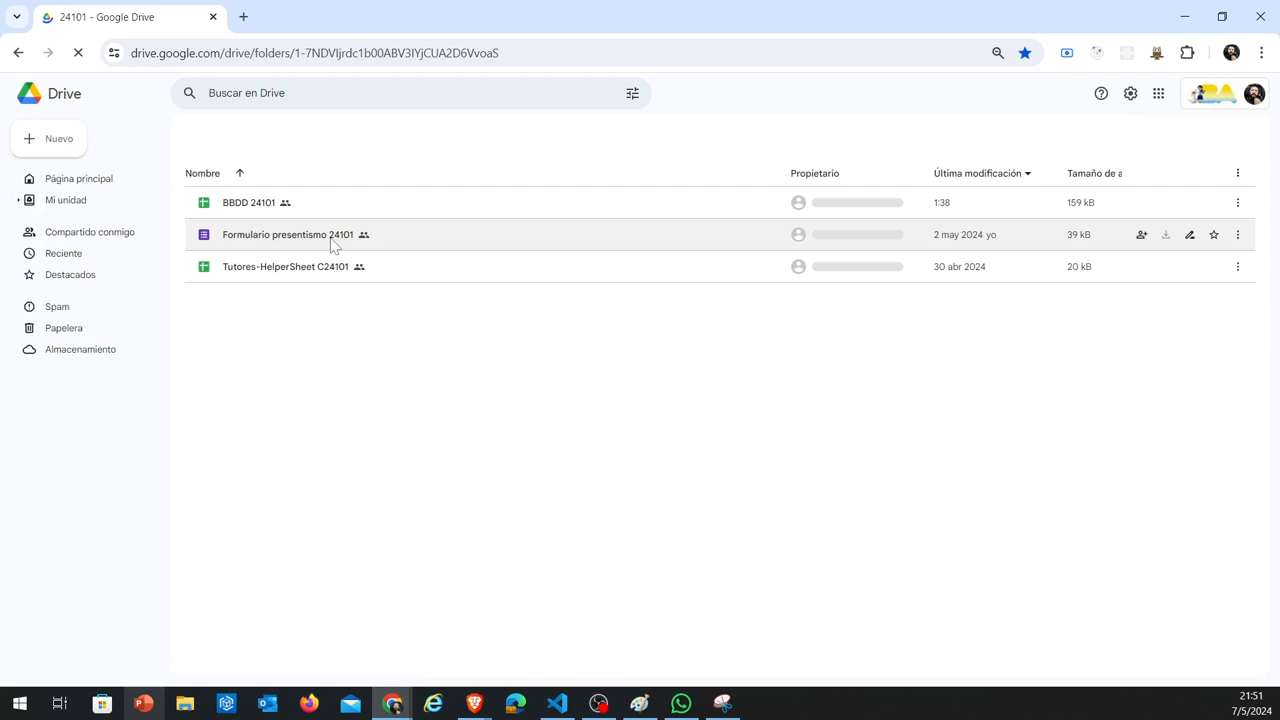 24101 - Google Drive
drive.google.com/drive/folders/1-7NDVIjrdc1b00ABV3IYjCUA2D6VvoaS
Drive
Buscar en Drive
Nuevo
Página principal
Mi unidad
Compartido conmigo
Reciente
Destacados
Spam
Papelera
Almacenamiento
Nombre Propietario Última modificación Tamaño de a
BBDD 24101 1:38 159 kB
Formulario presentismo 24101 2 may 2024 yo 39 kB
Tutores-HelperSheet C24101 30 abr 2024 20 kB
21:51
7/5/2024